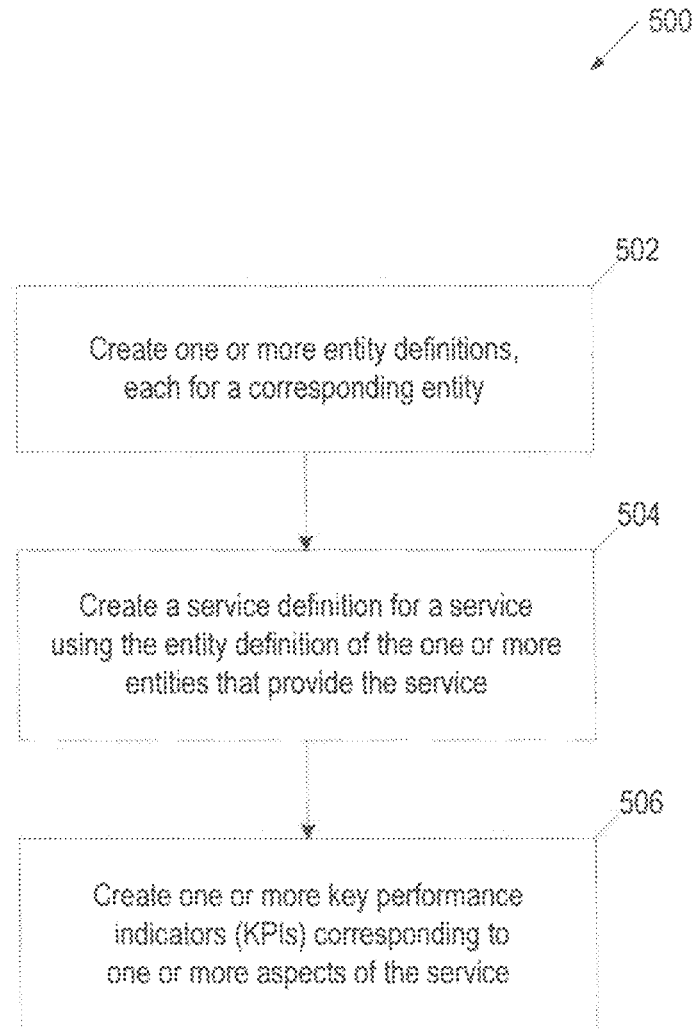 500
502
Create one or more entity definitions,
each for a corresponding entity
504
Create a service definition for a service
using the entity definition of the one or more
entities that provide the service
506
Create one or more key performance
indicators (KPIs) corresponding to
one or more aspects of the service